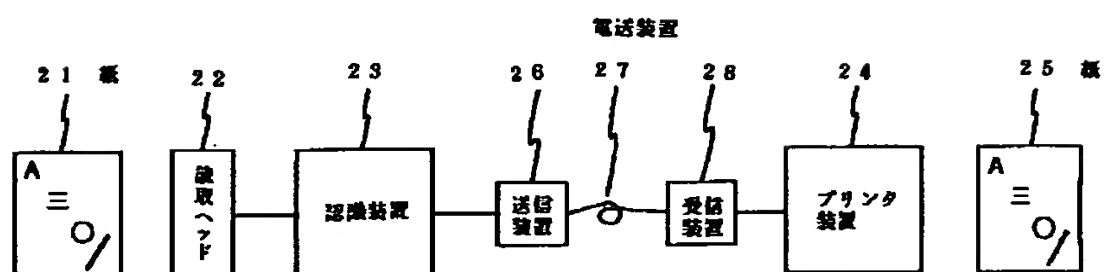 電送装置
21 紙
22
23
26
27
28
24
25 紙
A
三
○/
読取ヘッド
認識装置
送信
装置
受信
装置
プリンタ
装置
A
三
○/